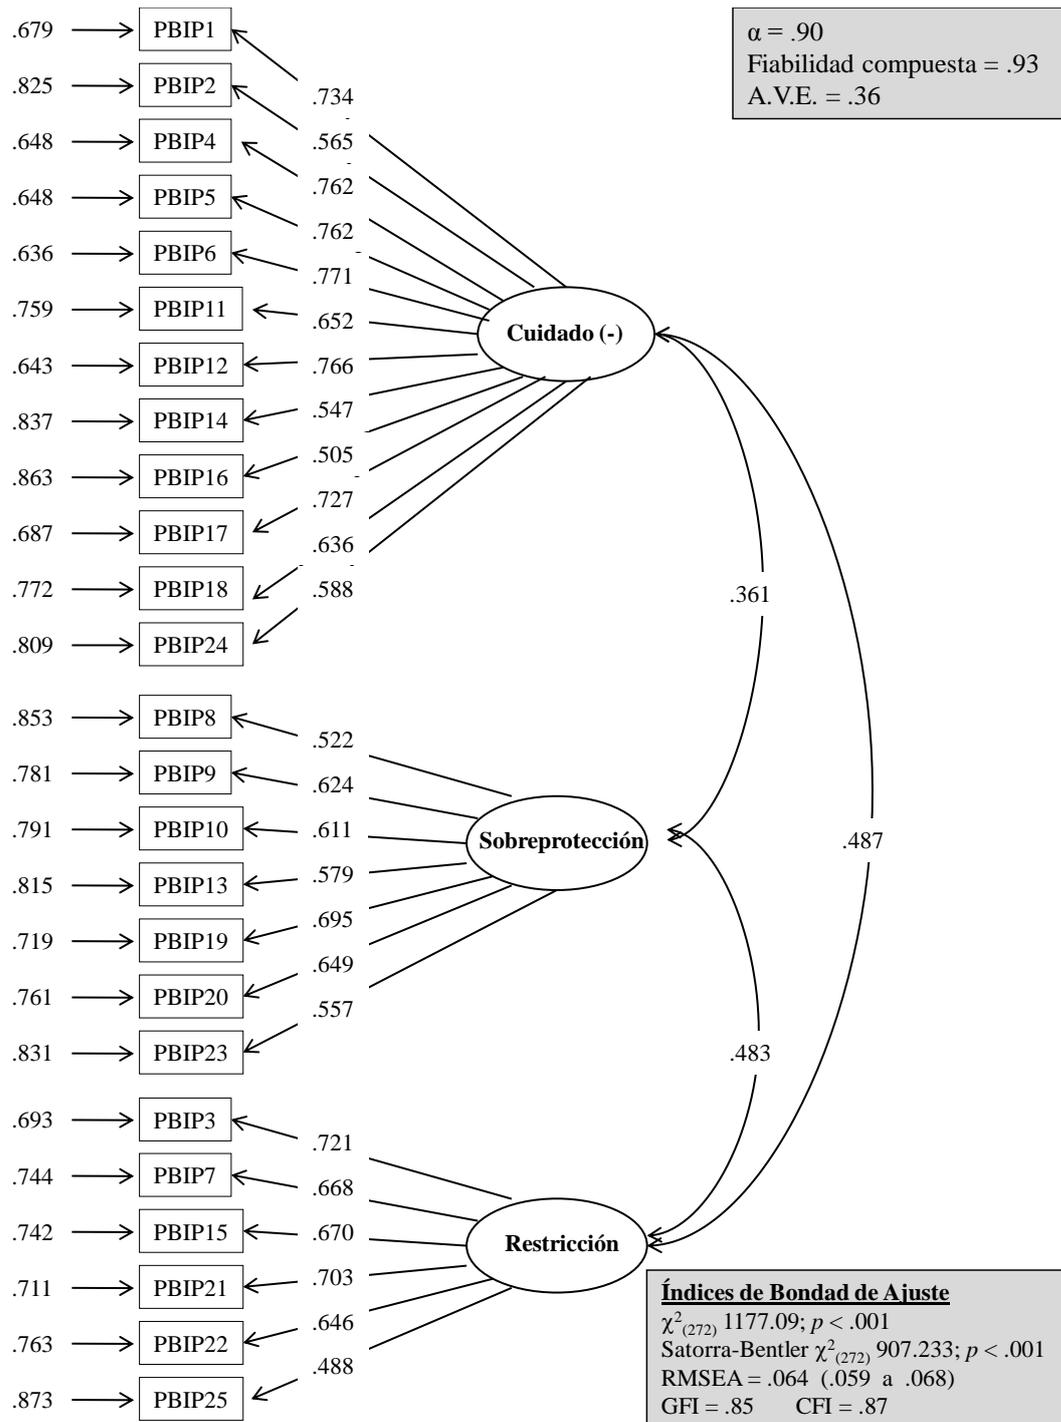 α = .90
Fiabilidad compuesta = .93
A.V.E. = .36
.679 PBIP1 .734
.825 PBIP2 .565
.648 PBIP4 .762
.648 PBIP5 .762
.636 PBIP6 .771
.759 PBIP11 .652
Cuidado (-)
.643 PBIP12 .766
.837 PBIP14 .547
.863 PBIP16 .505
.687 PBIP17 .727
.772 PBIP18 .636
.809 PBIP24 .588
.361
.853 PBIP8 .522
.781 PBIP9 .624
.791 PBIP10 .611
Sobreprotección
.487
.815 PBIP13 .579
.719 PBIP19 .695
.761 PBIP20 .649
.831 PBIP23 .557
.483
.693 PBIP3 .721
.744 PBIP7 .668
.742 PBIP15 .670
Restricción
.711 PBIP21 .703
.763 PBIP22 .646
.873 PBIP25 .488
Índices de Bondad de Ajuste
χ²₍₂₇₂₎ 1177.09; p < .001
Satorra-Bentler χ²₍₂₇₂₎ 907.233; p < .001
RMSEA = .064 (.059 a .068)
GFI = .85 CFI = .87